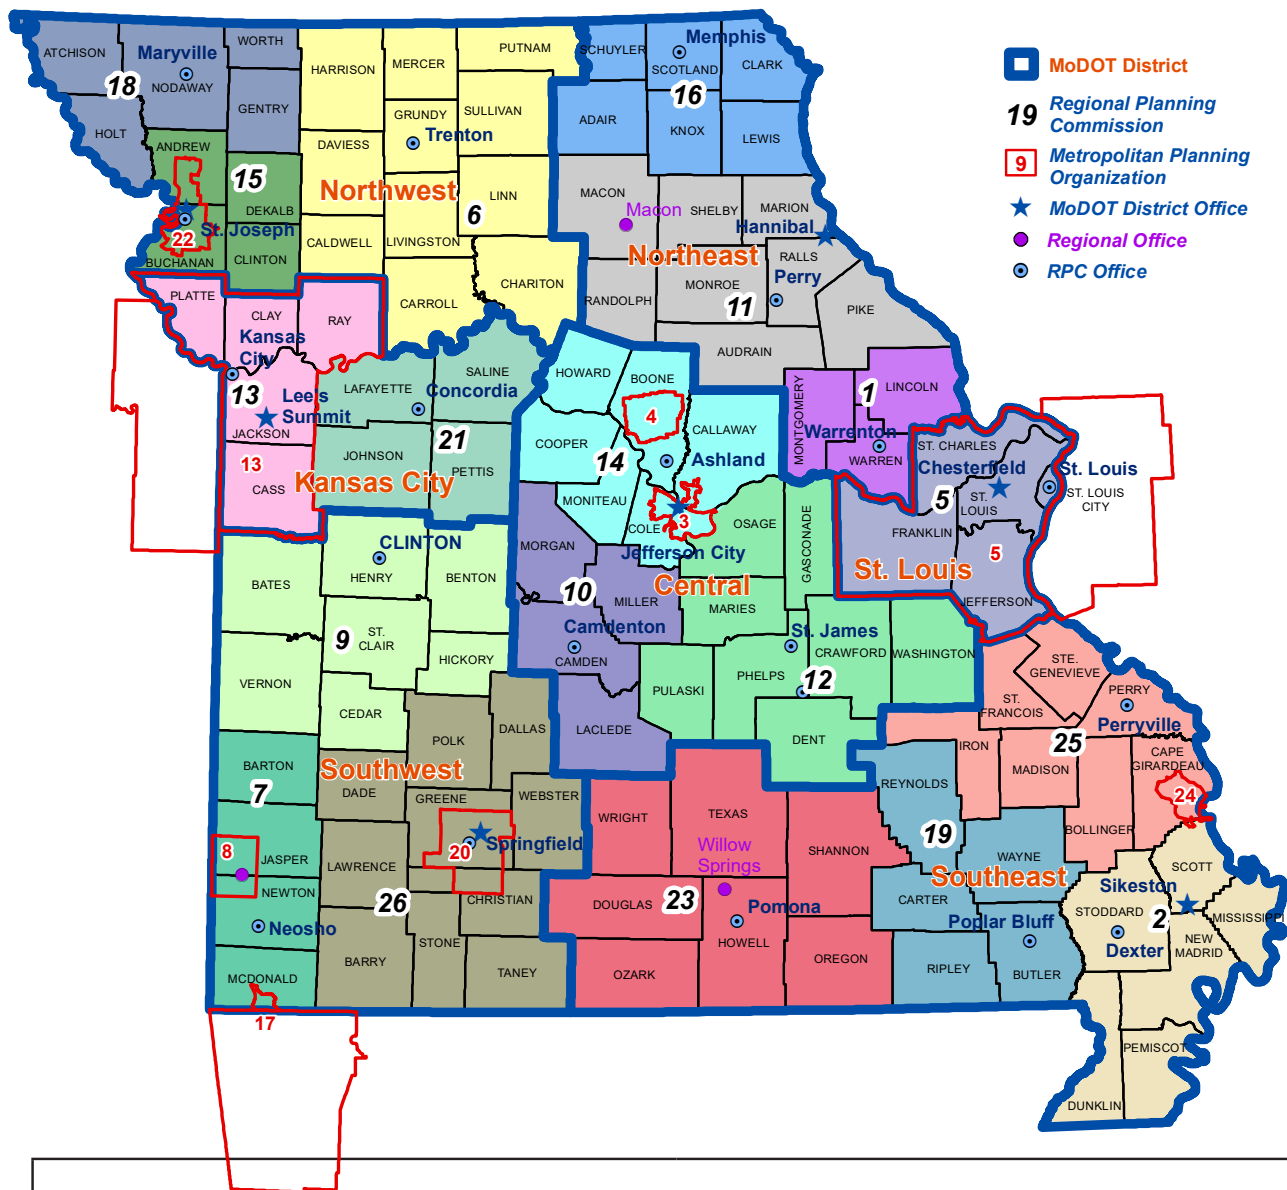 MoDOT District
19 Regional Planning
Commission
9 Metropolitan Planning
Organization
MoDOT District Office
Regional Office
RPC Office
ATCHISON
Maryville
NODAWAY
WORTH
18
HOLT
GENTRY
ANDREW
15
DEKALB
St. Joseph
22
BUCHANAN
CLINTON
HARRISON
MERCER
PUTNAM
GRUNDY
SULLIVAN
Trenton
DAVIESS
Northwest
LINN
6
CALDWELL
LIVINGSTON
CHARITON
CARROLL
SCHUYLER
Memphis
SCOTLAND
CLARK
16
ADAIR
KNOX
LEWIS
MACON
Macon
SHELBY
MARION
Hannibal
Northeast
RALLS
Perry
MONROE
RANDOLPH
11
PIKE
AUDRAIN
PLATTE
CLAY
RAY
Kansas
City
13
Lee's
Summit
JACKSON
13
CASS
LAFAYETTE
SALINE
Concordia
21
JOHNSON
PETTIS
Kansas City
HOWARD
BOONE
4
CALLAWAY
COOPER
14
Ashland
MONITEAU
COLE
3
Jefferson City
MONTGOMERY
1
LINCOLN
Warrenton
WARREN
ST. CHARLES
Chesterfield
St. Louis
5
ST.
LOUIS
ST. LOUIS
CITY
FRANKLIN
5
St. Louis
JEFFERSON
CLINTON
BATES
HENRY
BENTON
9
ST.
CLAIR
HICKORY
VERNON
CEDAR
MORGAN
10
MILLER
Camdenton
CAMDEN
LACLEDE
OSAGE
GASCONADE
Central
MARIES
St. James
CRAWFORD
WASHINGTON
PHELPS
12
PULASKI
DENT
STE.
GENEVIEVE
ST.
FRANCOIS
PERRY
Perryville
25
IRON
MADISON
CAPE
GIRARDEAU
24
BOLLINGER
BARTON
7
8
JASPER
NEWTON
Neosho
MCDONALD
17
POLK
DALLAS
Southwest
DADE
GREENE
WEBSTER
20
Springfield
LAWRENCE
26
CHRISTIAN
STONE
BARRY
TANEY
WRIGHT
TEXAS
Willow
Springs
SHANNON
DOUGLAS
23
Pomona
HOWELL
OZARK
OREGON
REYNOLDS
19
WAYNE
Southeast
CARTER
Poplar Bluff
RIPLEY
BUTLER
SCOTT
Sikeston
STODDARD
2
MISSISSIPPI
Dexter
NEW
MADRID
PEMISCOT
DUNKLIN